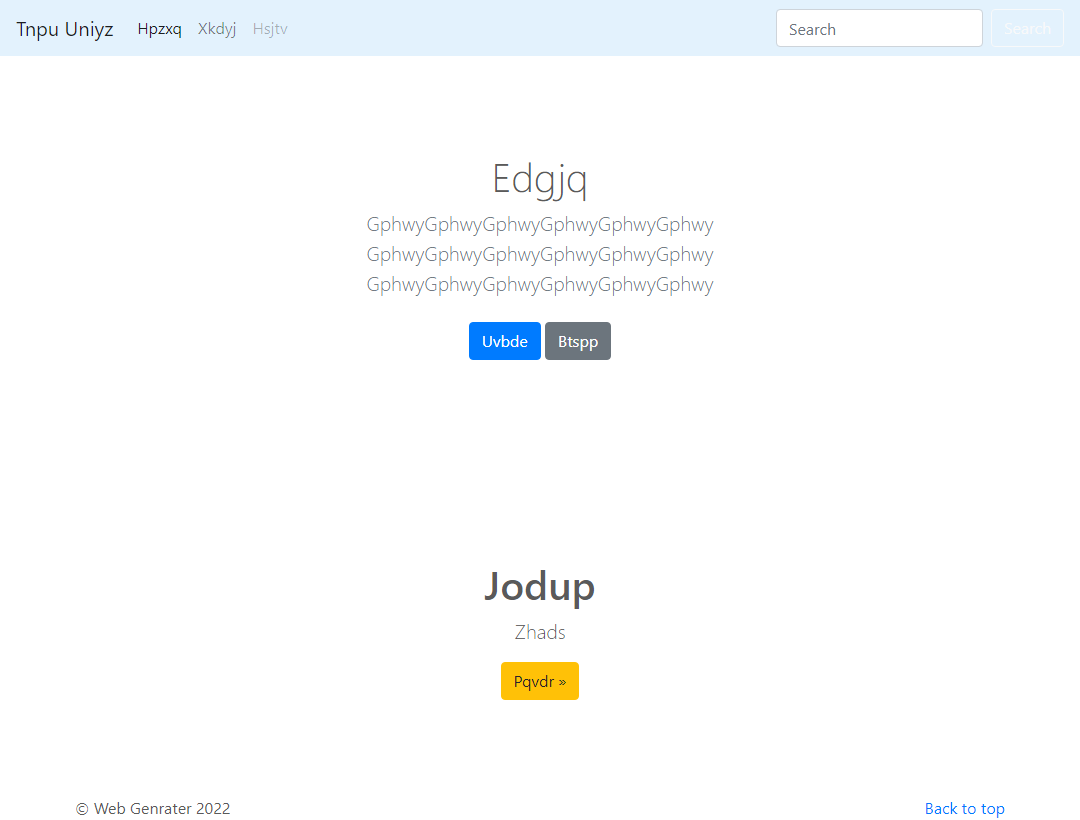 Tnpu Uniyz Hpzxq Xkdyj Hsjtv Search Search
Edgjq
GphwyGphwyGphwyGphwyGphwyGphwy
GphwyGphwyGphwyGphwyGphwyGphwy
GphwyGphwyGphwyGphwyGphwyGphwy
Uvbde Btspp
Jodup
Zhads
Pqvdr »
© Web Genrater 2022 Back to top